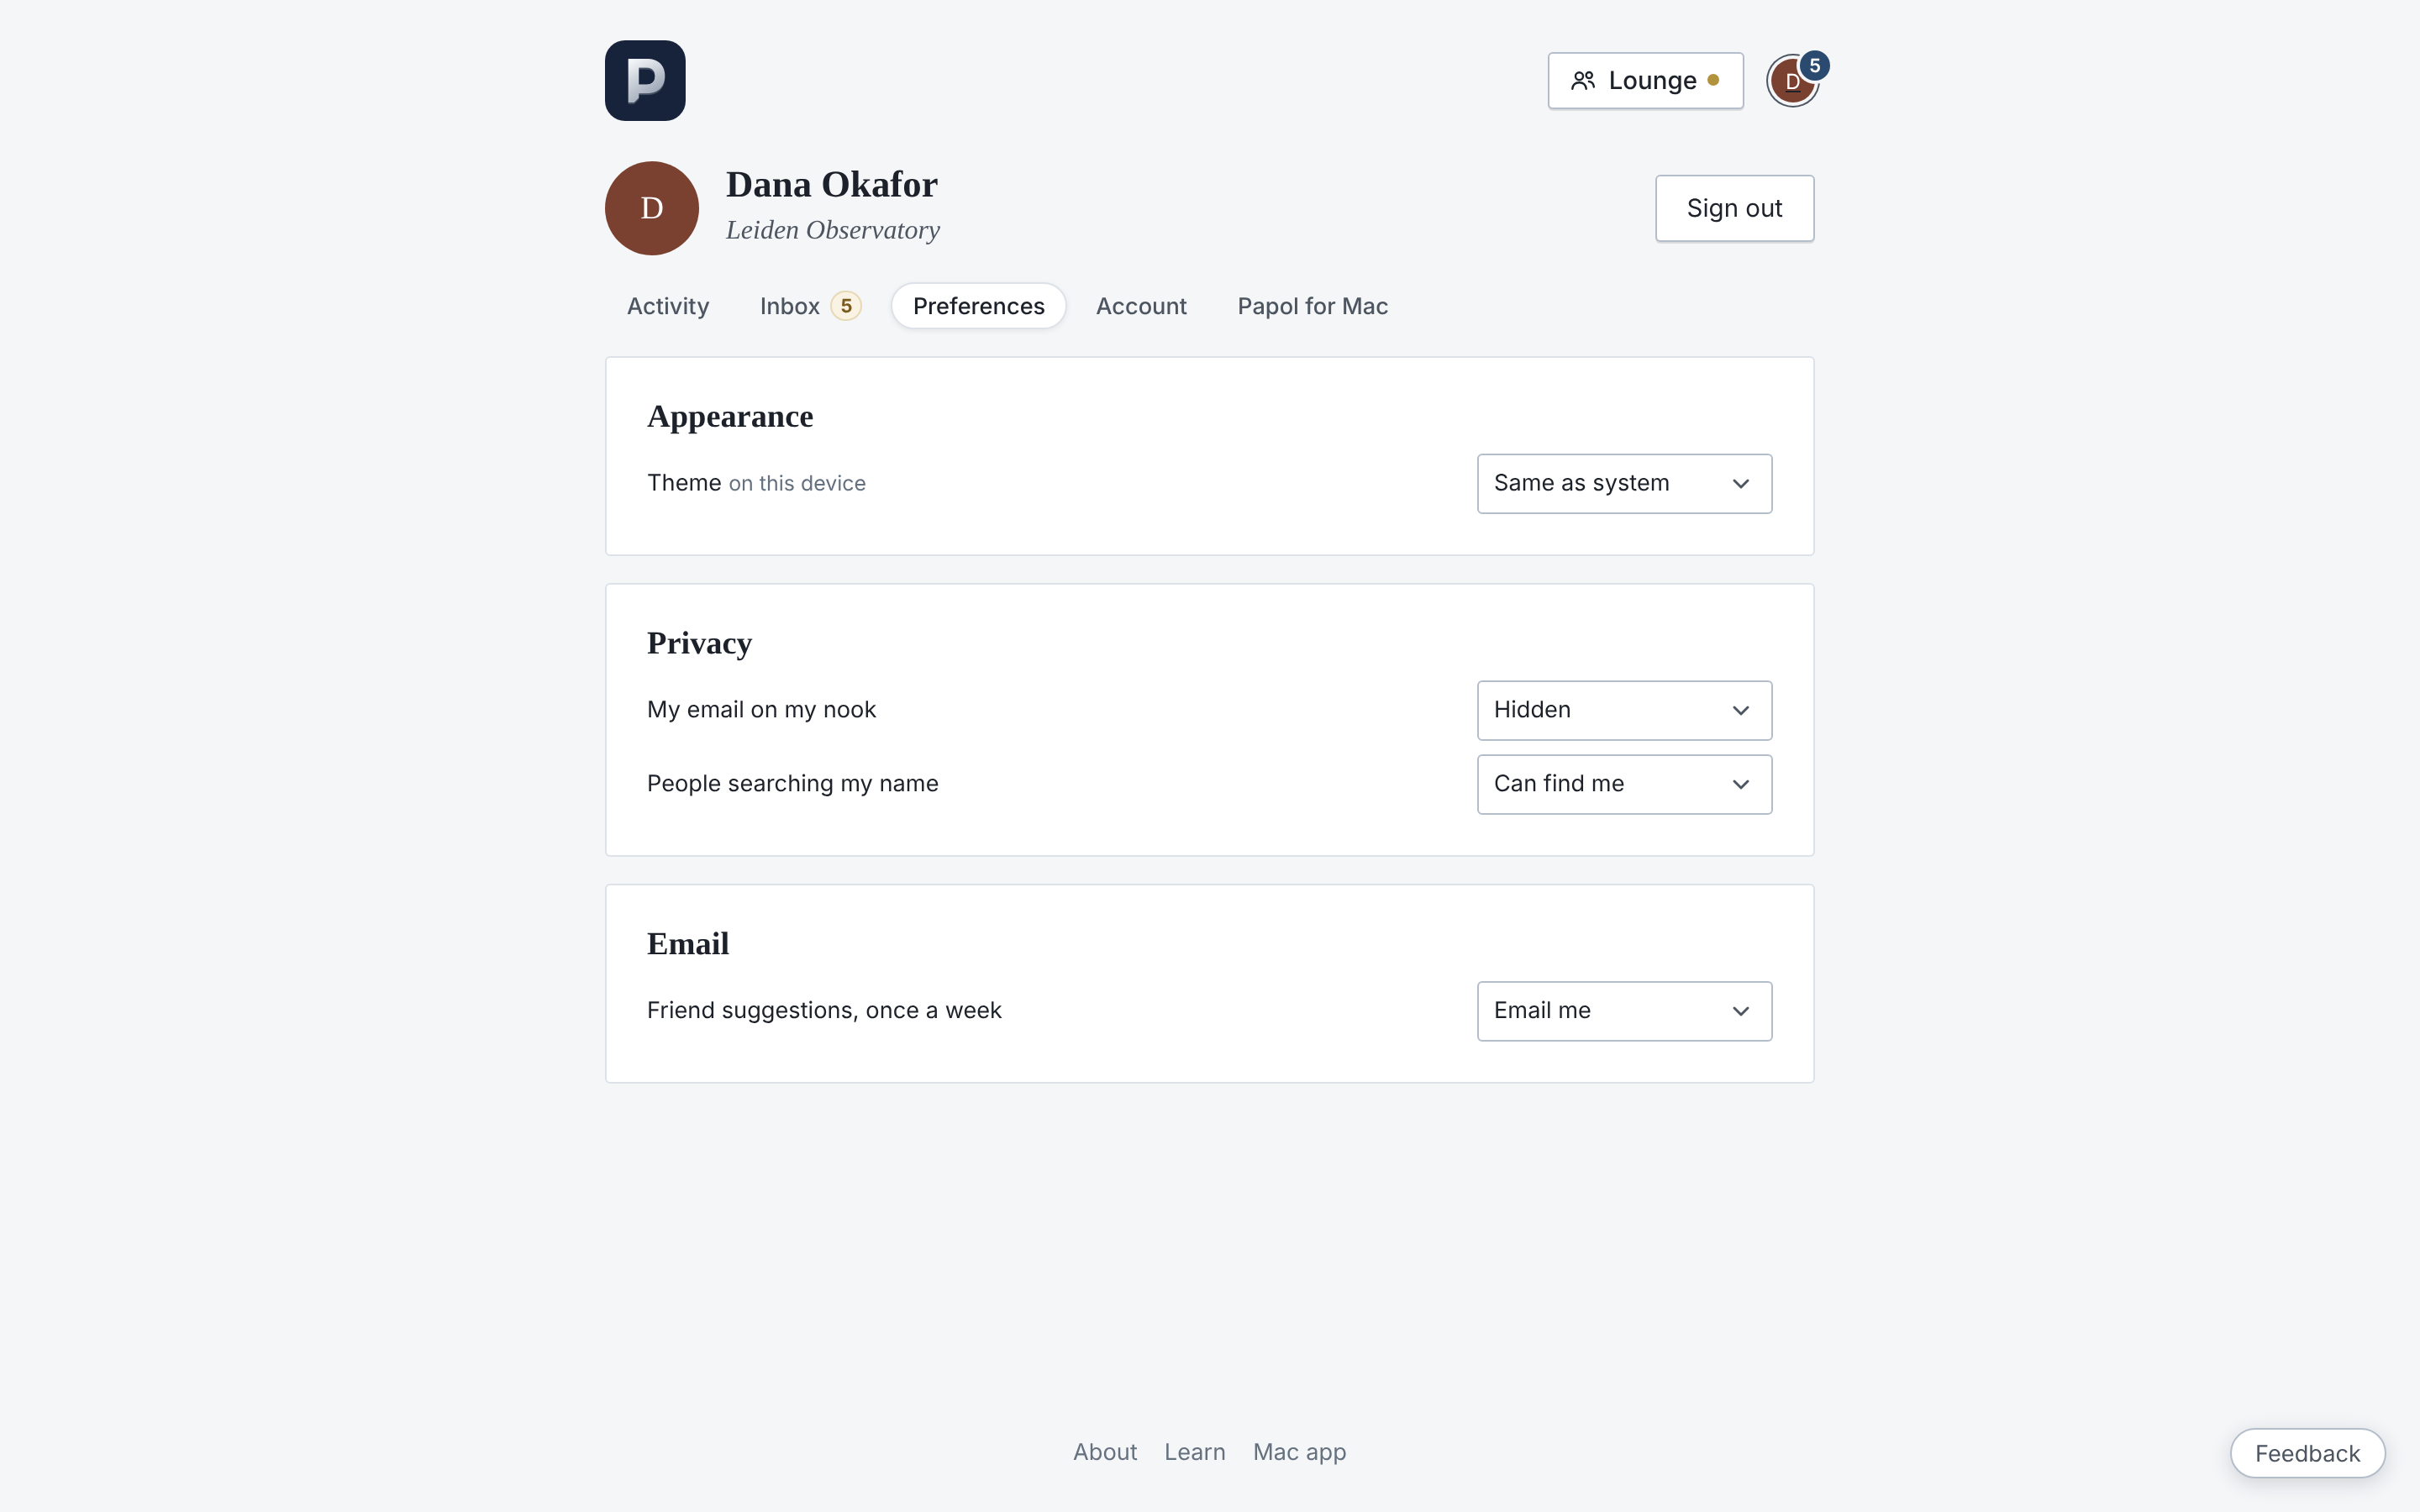 P
Lounge
D 5
D
Dana Okafor
Leiden Observatory
Sign out
Activity Inbox 5 Preferences Account Papol for Mac
Appearance
Theme on this device Same as system
Privacy
My email on my nook Hidden
People searching my name Can find me
Email
Friend suggestions, once a week Email me
About Learn Mac app
Feedback